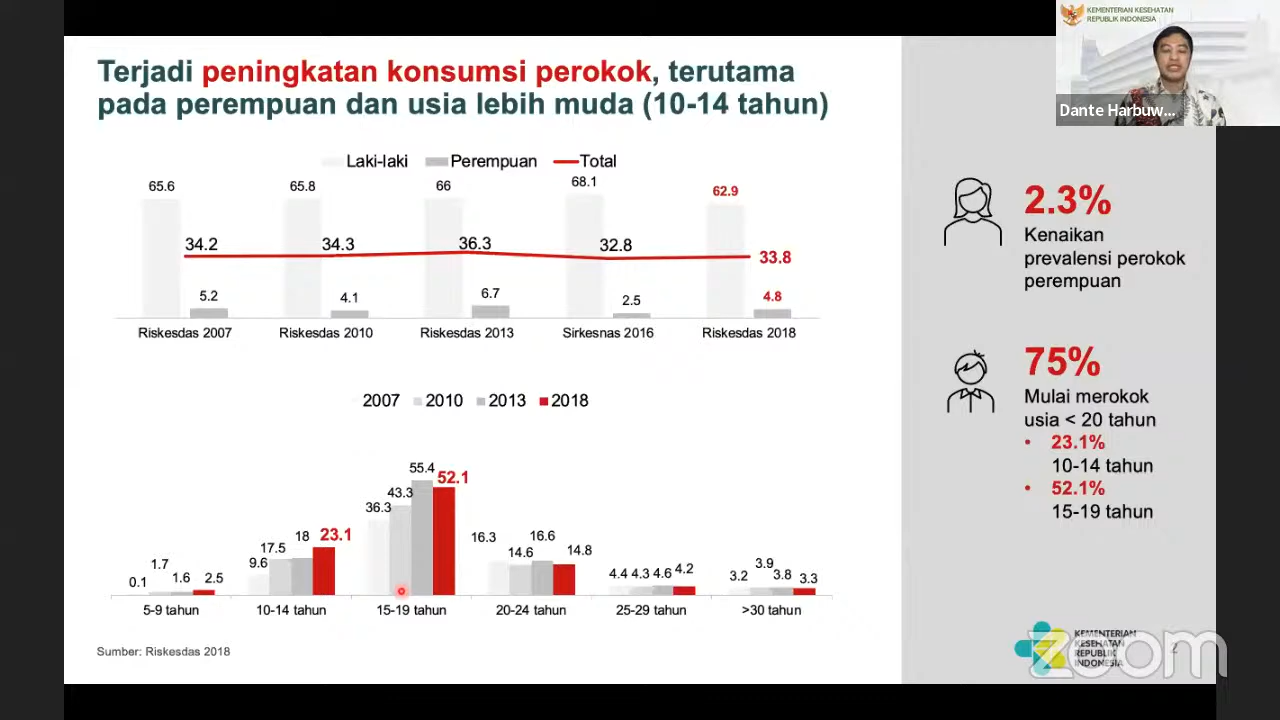 KEMENTERIAN KESEHATAN
REPUBLIK INDONESIA
Dante Harbuw...
Terjadi peningkatan konsumsi perokok, terutama
pada perempuan dan usia lebih muda (10-14 tahun)
Laki-laki Perempuan Total
65.6 65.8 66 68.1 62.9
34.2 34.3 36.3 32.8 33.8
5.2 4.1 6.7 2.5 4.8
Riskesdas 2007 Riskesdas 2010 Riskesdas 2013 Sirkesnas 2016 Riskesdas 2018
2007 2010 2013 2018
0.1 1.7 1.6 2.5
9.6 17.5 18 23.1
36.3 43.3 55.4 52.1
16.3 14.6 16.6 14.8
4.4 4.3 4.6 4.2
3.2 3.9 3.8 3.3
5-9 tahun 10-14 tahun 15-19 tahun 20-24 tahun 25-29 tahun >30 tahun
Sumber: Riskesdas 2018
2.3%
Kenaikan
prevalensi perokok
perempuan
75%
Mulai merokok
usia < 20 tahun
• 23.1%
10-14 tahun
• 52.1%
15-19 tahun
KEMENTERIAN
KESEHATAN
REPUBLIK
INDONESIA
2
zoom